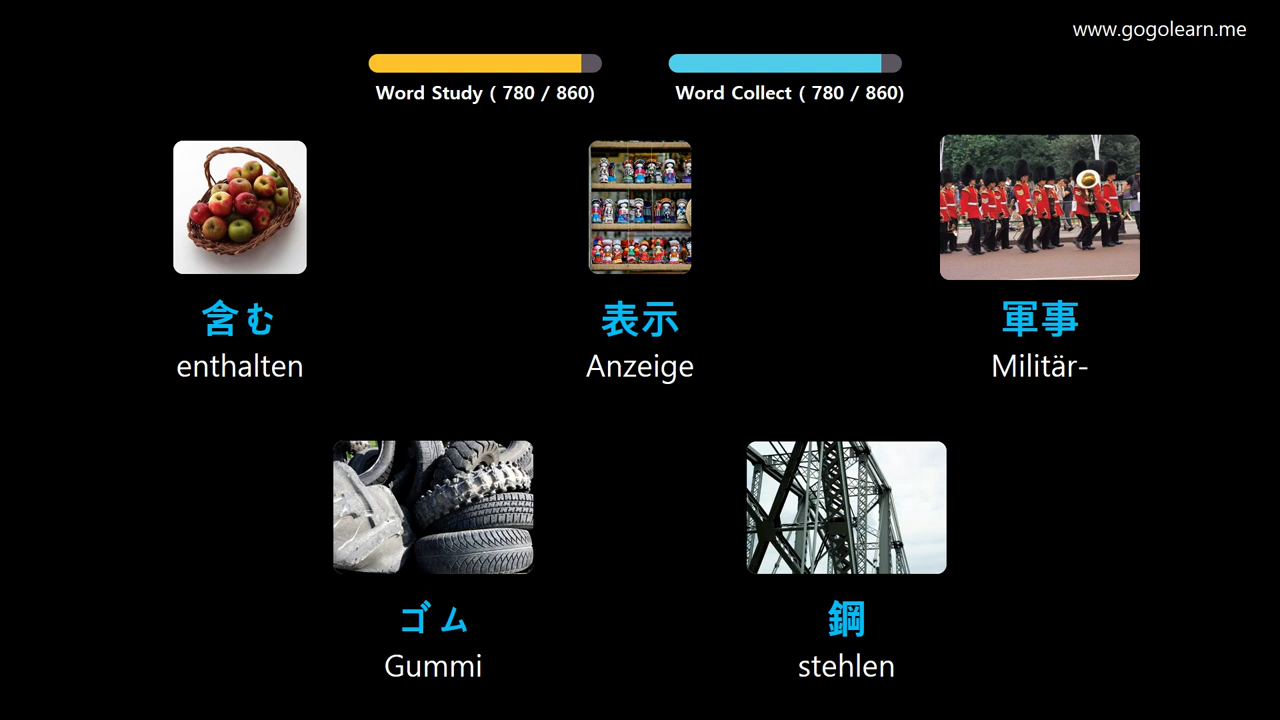 www.gogolearn.me
Word Study ( 780 / 860)
Word Collect ( 780 / 860)
含む
enthalten
表示
Anzeige
軍事
Militär-
ゴム
Gummi
鋼
stehlen